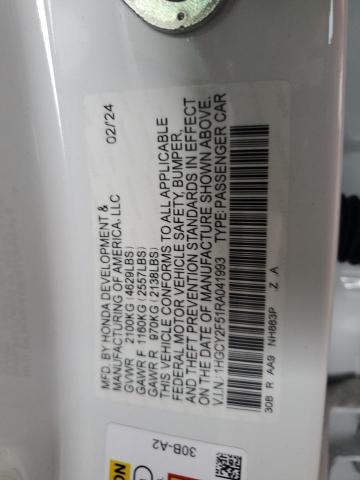 MFD. BY HONDA DEVELOPMENT &
MANUFACTURING OF AMERICA, LLC 02/24
GVWR 2100KG (4629LBS)
GAWR F 1160KG (2557LBS)
GAWR R 970KG (2138LBS)
THIS VEHICLE CONFORMS TO ALL APPLICABLE
FEDERAL MOTOR VEHICLE SAFETY, BUMPER,
AND THEFT PREVENTION STANDARDS IN EFFECT
ON THE DATE OF MANUFACTURE SHOWN ABOVE.
V.I.N.:1HGCY2F51RA041993 TYPE:PASSENGER CAR
30B R AA9 NH883P Z A
30B-A2